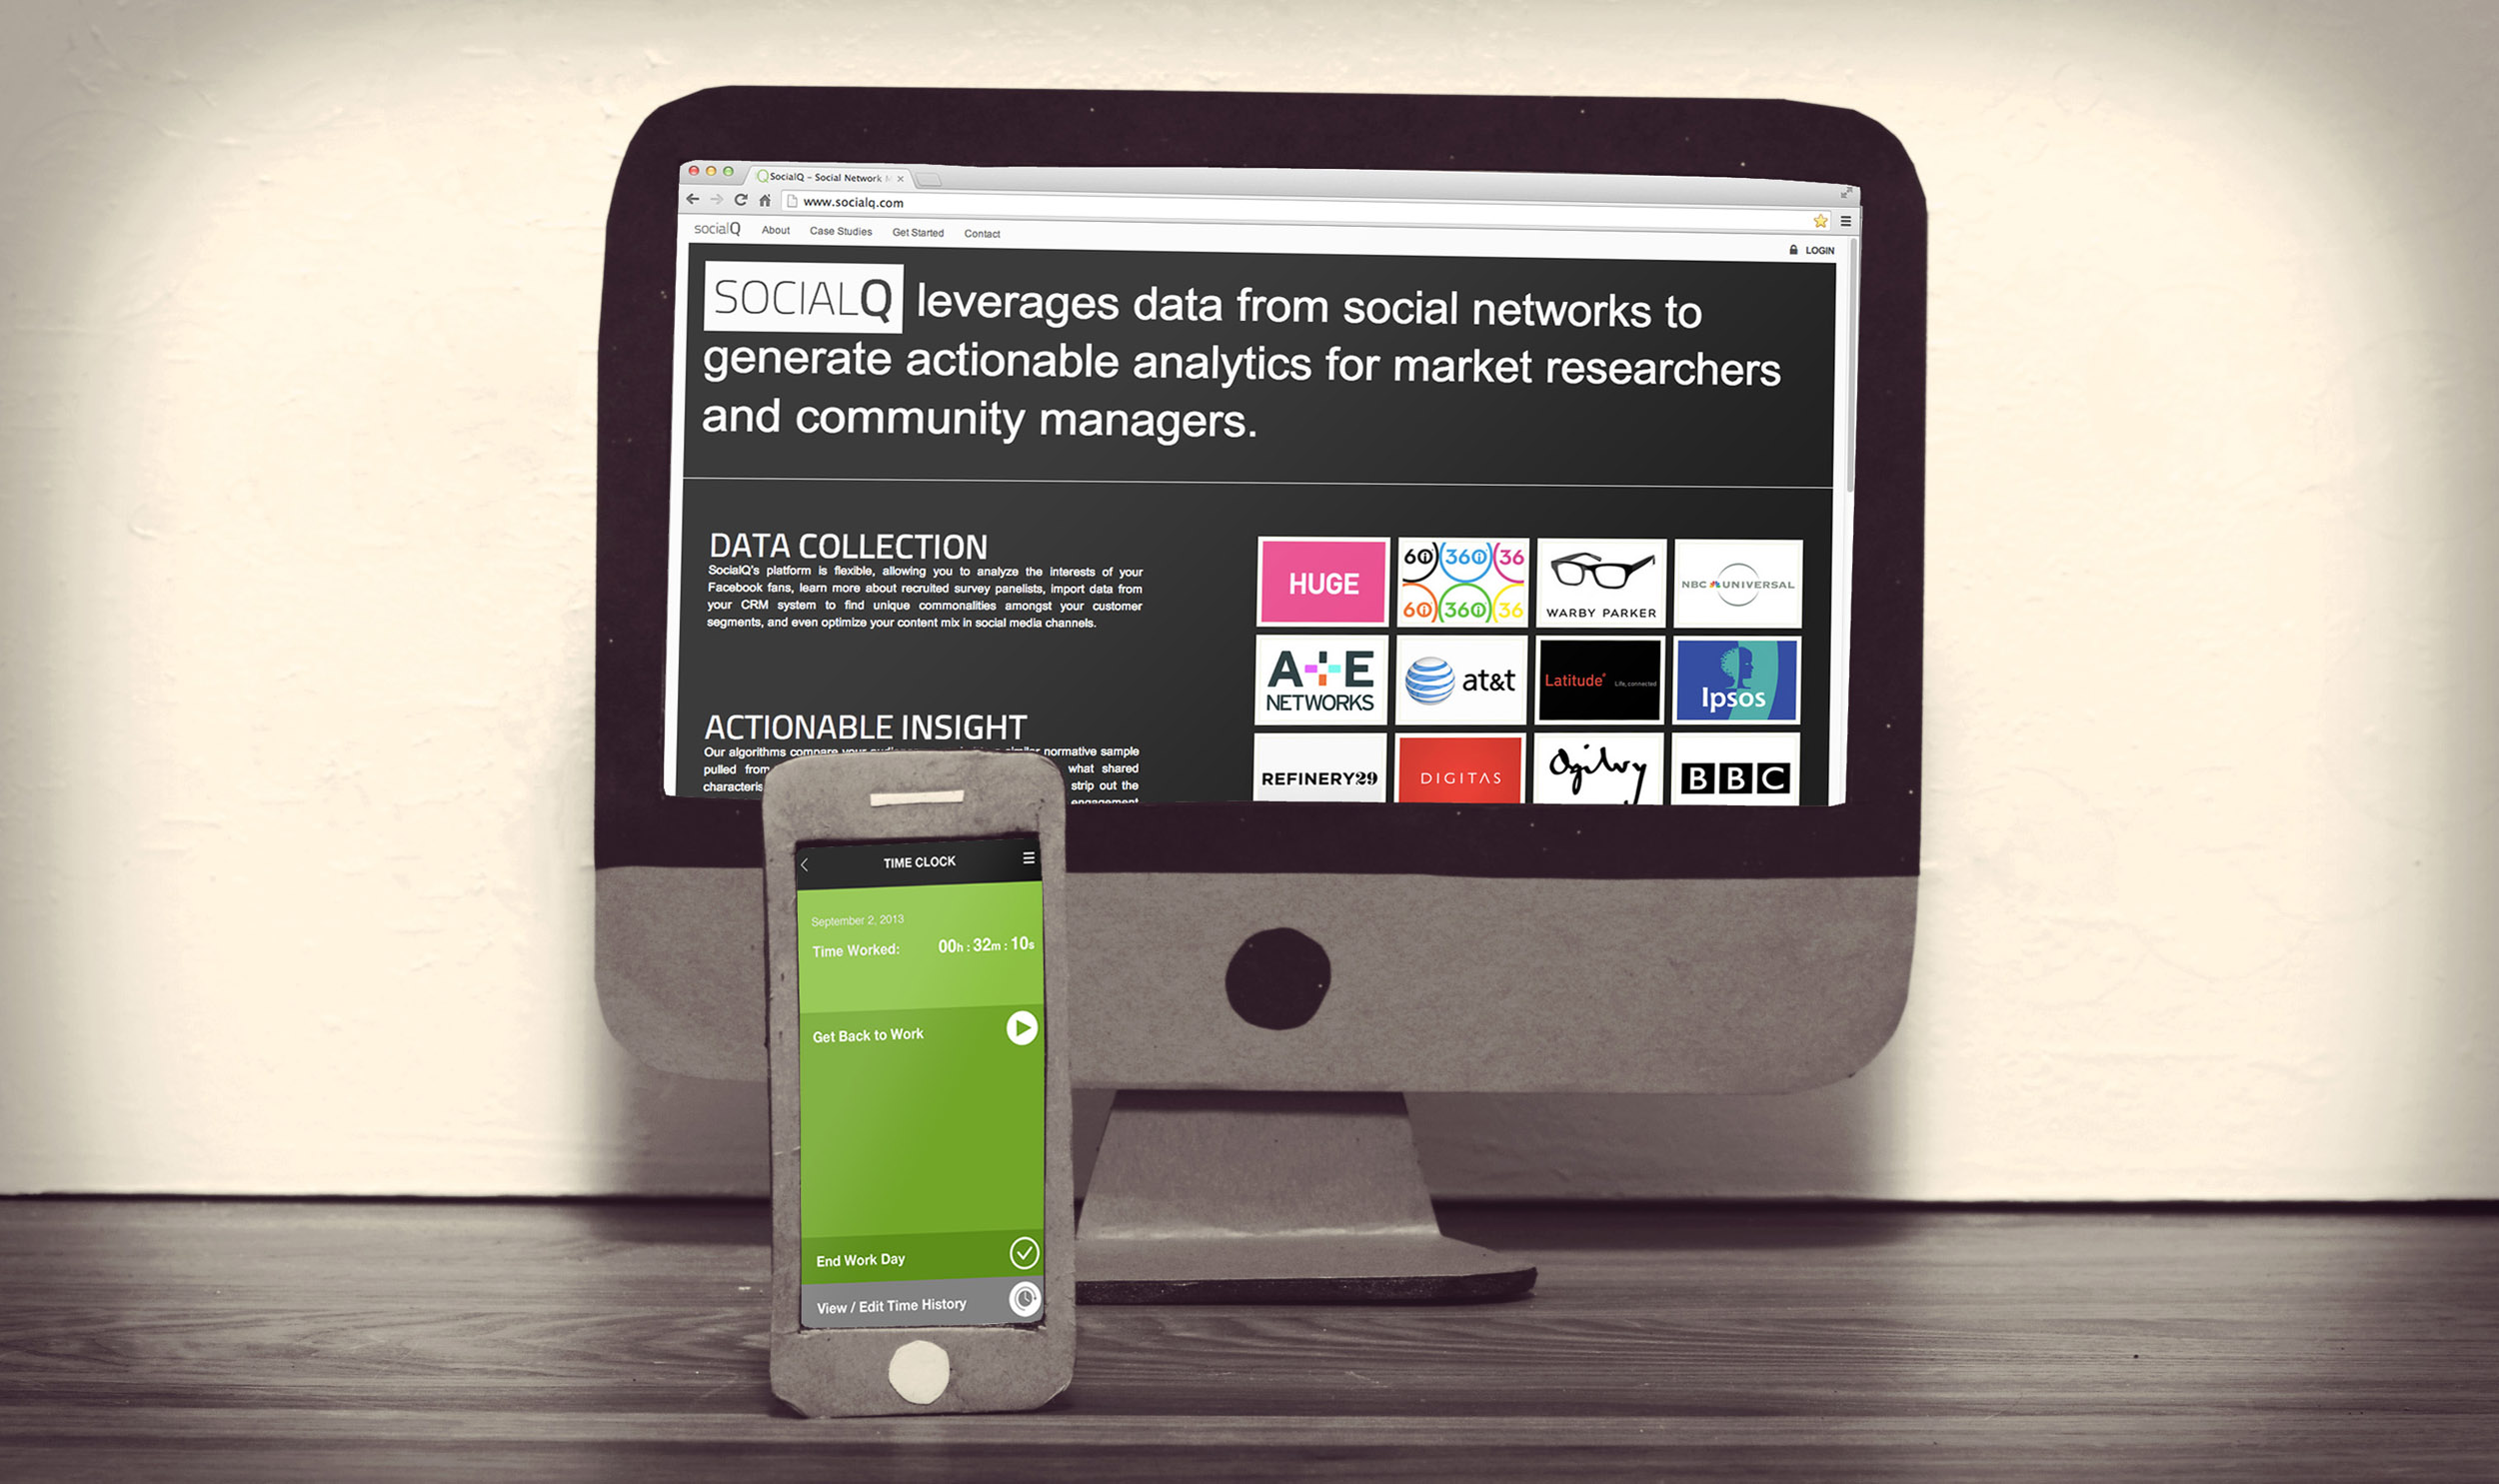 SocialQ – Social Network
www.socialq.com
socialQ About Case Studies Get Started Contact
LOGIN
SOCIALQ leverages data from social networks to
generate actionable analytics for market researchers
and community managers.
DATA COLLECTION
SocialQ's platform is flexible, allowing you to analyze the interests of your
Facebook fans, learn more about recruited survey panelists, import data from
your CRM system to find unique commonalities amongst your customer
segments, and even optimize your content mix in social media channels.
ACTIONABLE INSIGHT
Our algorithms compare your similar normative sample
pulled from what shared
strip out the
engagement
HUGE
60 360 36
60 360 36
WARBY PARKER
NBC UNIVERSAL
A+E
NETWORKS
at&t
Latitude° Life, connected
Ipsos
REFINERY29
DIGITAS
Ogilvy
BBC
TIME CLOCK
September 2, 2013
Time Worked: 00h : 32m : 10s
Get Back to Work
End Work Day
View / Edit Time History